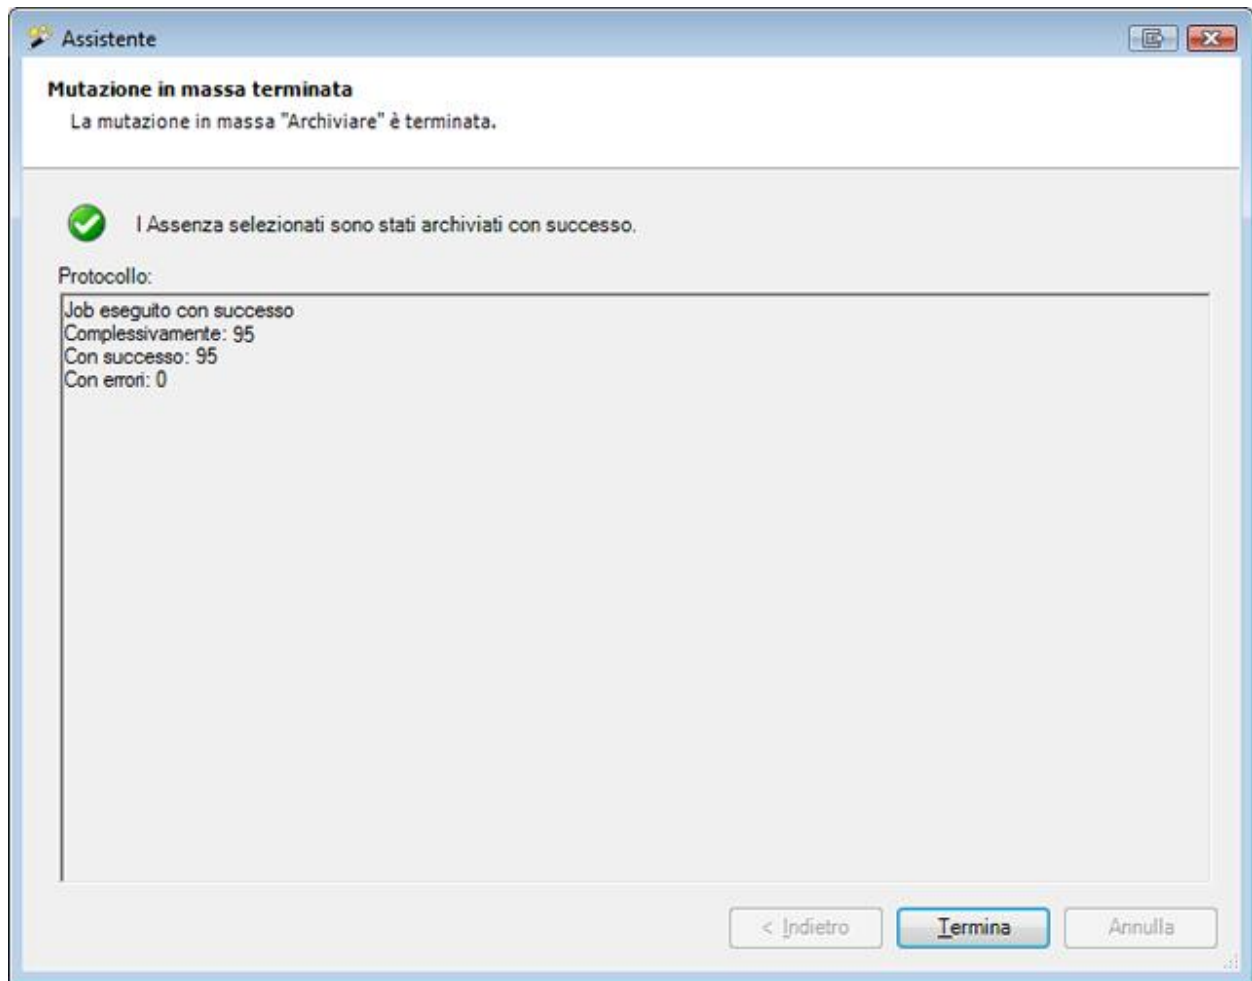 Assistente
Mutazione in massa terminata
La mutazione in massa "Archiviare" è terminata.
I Assenza selezionati sono stati archiviati con successo.
Protocollo:
Job eseguito con successo
Complessivamente: 95
Con successo: 95
Con errori: 0
< Indietro
Termina
Annulla